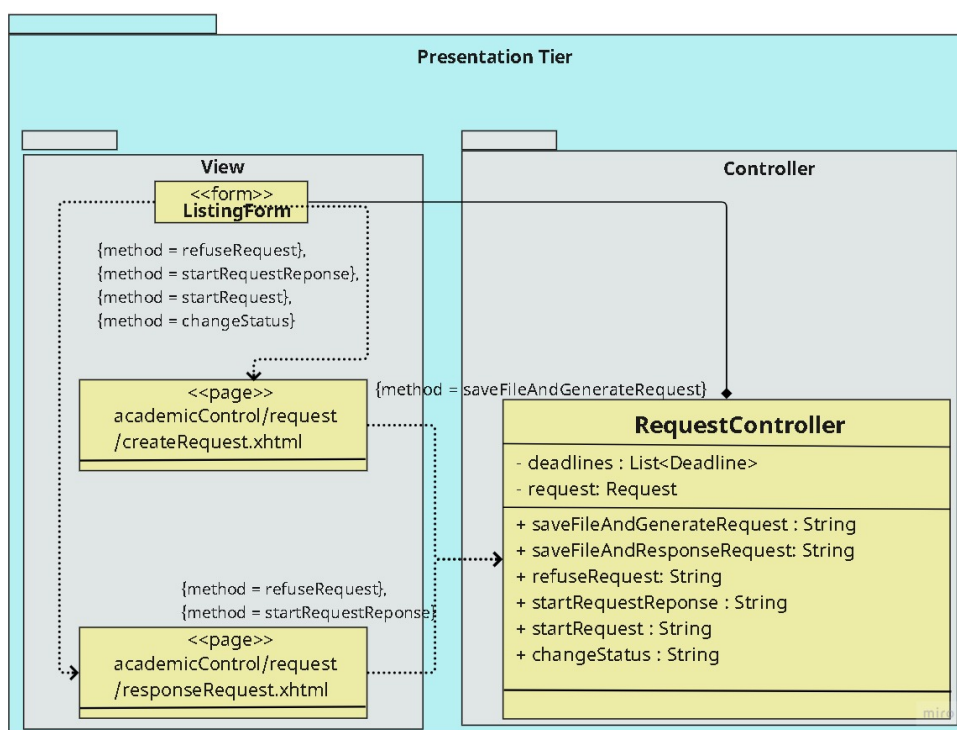 Presentation Tier
View
<<form>>
ListingForm
{method = refuseRequest},
{method = startRequestReponse},
{method = startRequest},
{method = changeStatus}
<<page>>
academicControl/request
/createRequest.xhtml
{method = refuseRequest},
{method = startRequestReponse}
<<page>>
academicControl/request
/responseRequest.xhtml
Controller
{method = saveFileAndGenerateRequest}
RequestController
- deadlines : List<Deadline>
- request: Request
+ saveFileAndGenerateRequest : String
+ saveFileAndResponseRequest: String
+ refuseRequest: String
+ startRequestReponse : String
+ startRequest : String
+ changeStatus : String
miro